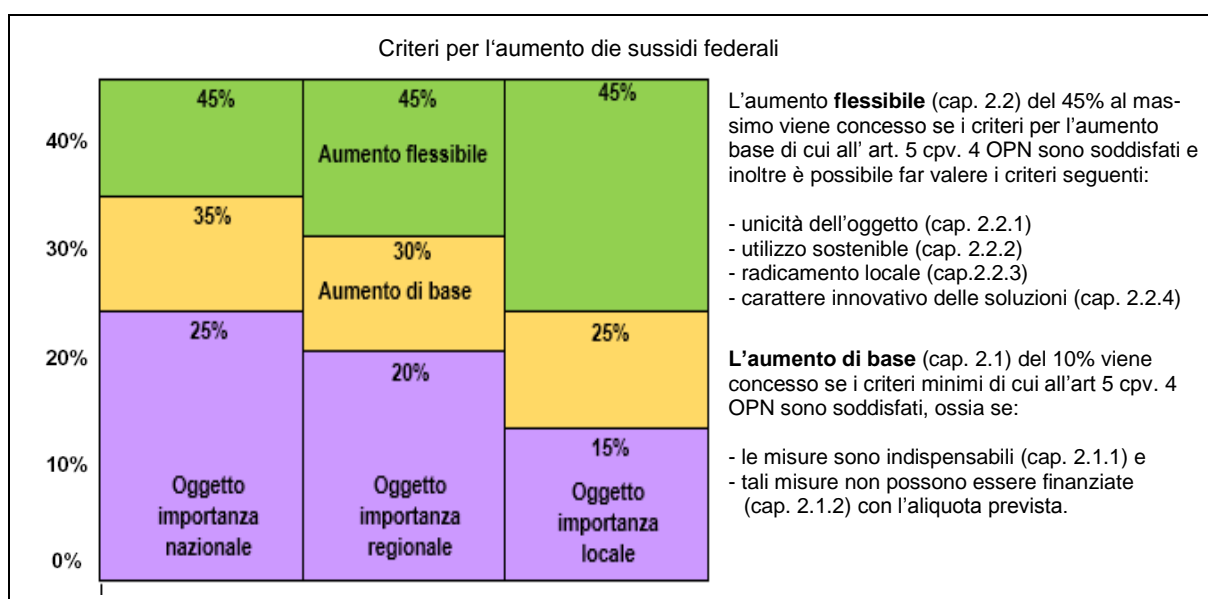 Criteri per l‘aumento die sussidi federali
40%
30%
20%
10%
0%
45%
35%
25%
Oggetto
importanza
nazionale
45%
Aumento flessibile
30%
Aumento di base
20%
Oggetto
importanza
regionale
45%
25%
15%
Oggetto
importanza
locale
L’aumento flessibile (cap. 2.2) del 45% al mas-
simo viene concesso se i criteri per l’aumento
base di cui all’ art. 5 cpv. 4 OPN sono soddisfati e
inoltre è possibile far valere i criteri seguenti:
- unicità dell’oggetto (cap. 2.2.1)
- utilizzo sostenible (cap. 2.2.2)
- radicamento locale (cap.2.2.3)
- carattere innovativo delle soluzioni (cap. 2.2.4)
L’aumento di base (cap. 2.1) del 10% viene
concesso se i criteri minimi di cui all’art 5 cpv. 4
OPN sono soddisfati, ossia se:
- le misure sono indispensabili (cap. 2.1.1) e
- tali misure non possono essere finanziate
(cap. 2.1.2) con l’aliquota prevista.